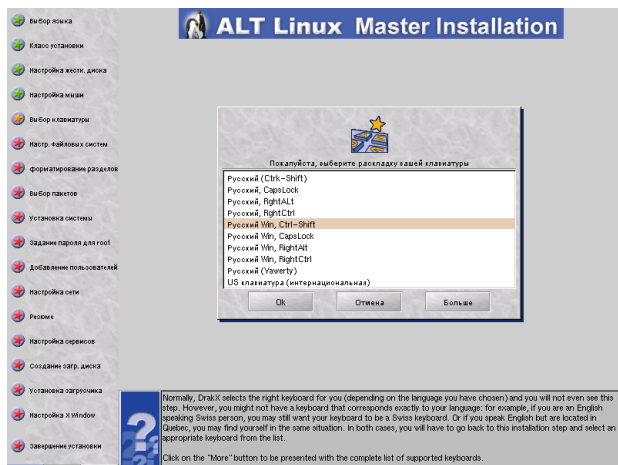 ALT Linux Master Installation
Выбор языка
Класс установки
Настройка жестк. диска
Настройка мыши
Выбор клавиатуры
Настр. файловых систем
форматирование разделов
Выбор пакетов
Установка системы
Задание пароля для root
Добавление пользователей
Настройка сети
Резюме
Настройка сервисов
Создание загр. диска
Установка загрузчика
Настройка X Window
Завершение установки
Пожалуйста, выберите раскладку вашей клавиатуры
Русский (Ctrk-Shift)
Русский, CapsLock
Русский, RghtALt
Русский, RghtCtrl
Русский Win, Ctrl-Shift
Русский Win, CapsLock
Русский Win, RightAlt
Русский Win, RightCtrl
Русский (Yawerty)
US клавиатура (интернациональная)
Ok
Отмена
Больше
Normally, DrakX selects the right keyboard for you (depending on the language you have chosen) and you will not even see this
step. However, you might not have a keyboard that corresponds exactly to your language: for example, if you are an English
speaking Swiss person, you may still want your keyboard to be a Swiss keyboard. Or if you speak English but are located in
Quebec, you may find yourself in the same situation. In both cases, you will have to go back to this installation step and select an
appropriate keyboard from the list.
Click on the "More" button to be presented with the complete list of supported keyboards.